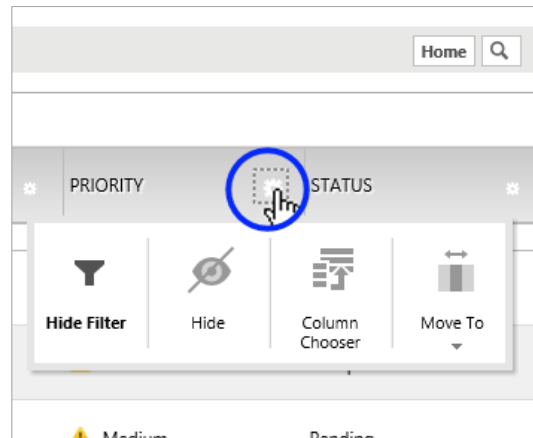 Home
PRIORITY STATUS
Hide Filter Hide Column Chooser Move To
Medium Pending